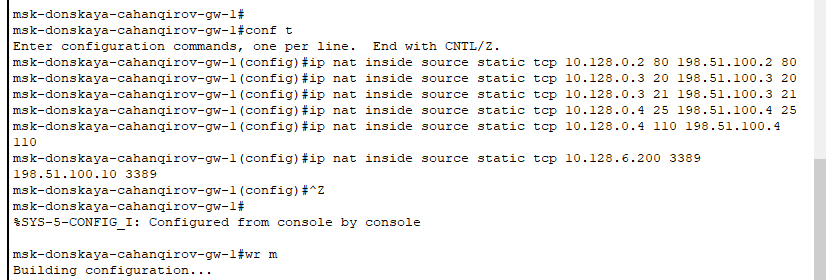 msk-donskaya-cahanqirov-gw-1#
msk-donskaya-cahanqirov-gw-1#conf t
Enter configuration commands, one per line.  End with CNTL/Z.
msk-donskaya-cahanqirov-gw-1(config)#ip nat inside source static tcp 10.128.0.2 80 198.51.100.2 80
msk-donskaya-cahanqirov-gw-1(config)#ip nat inside source static tcp 10.128.0.3 20 198.51.100.3 20
msk-donskaya-cahanqirov-gw-1(config)#ip nat inside source static tcp 10.128.0.3 21 198.51.100.3 21
msk-donskaya-cahanqirov-gw-1(config)#ip nat inside source static tcp 10.128.0.4 25 198.51.100.4 25
msk-donskaya-cahanqirov-gw-1(config)#ip nat inside source static tcp 10.128.0.4 110 198.51.100.4
110
msk-donskaya-cahanqirov-gw-1(config)#ip nat inside source static tcp 10.128.6.200 3389
198.51.100.10 3389
msk-donskaya-cahanqirov-gw-1(config)#^Z
msk-donskaya-cahanqirov-gw-1#
%SYS-5-CONFIG_I: Configured from console by console
msk-donskaya-cahanqirov-gw-1#wr m
Building configuration...